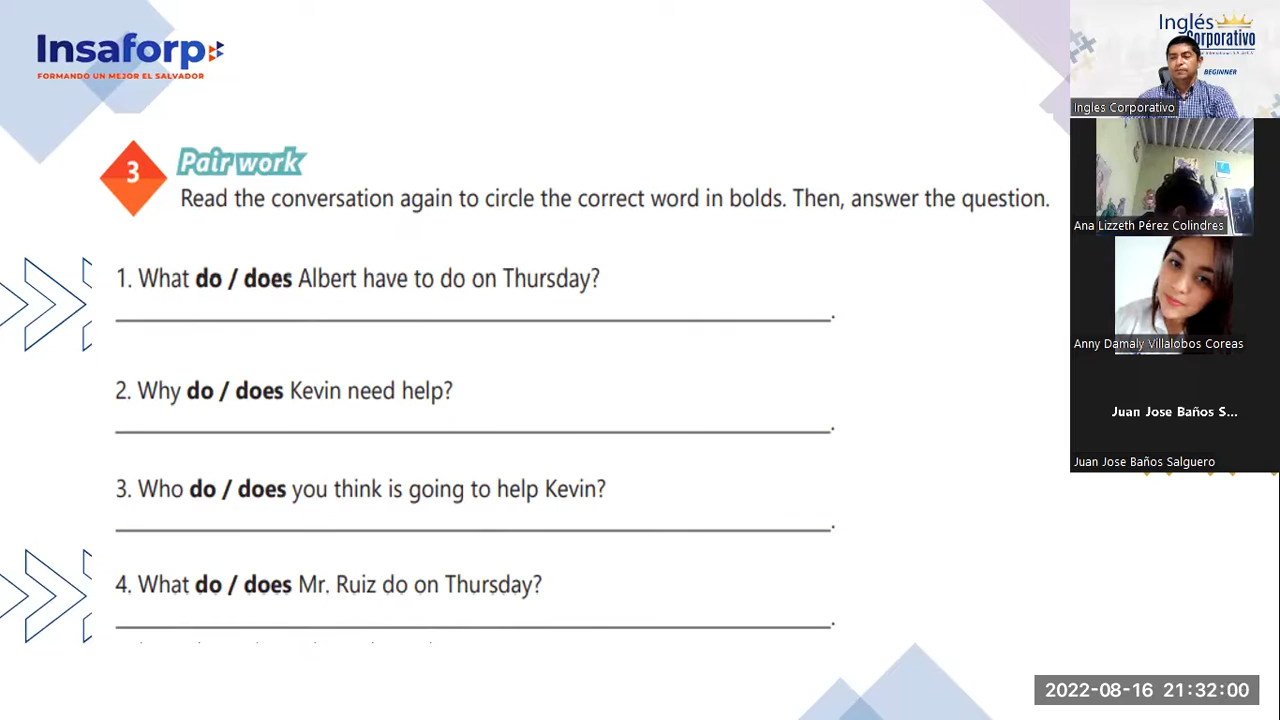 Insaforp
FORMANDO UN MEJOR EL SALVADOR
3
Pair work
Read the conversation again to circle the correct word in bolds. Then, answer the question.
1. What do / does Albert have to do on Thursday?
2. Why do / does Kevin need help?
3. Who do / does you think is going to help Kevin?
4. What do / does Mr. Ruiz do on Thursday?
Inglés
Corporativo
BEGINNER
Ingles Corporativo
Ana Lizzeth Pérez Colindres
Anny Damaly Villalobos Coreas
Juan Jose Baños S...
Juan Jose Baños Salguero
2022-08-16 21:32:00